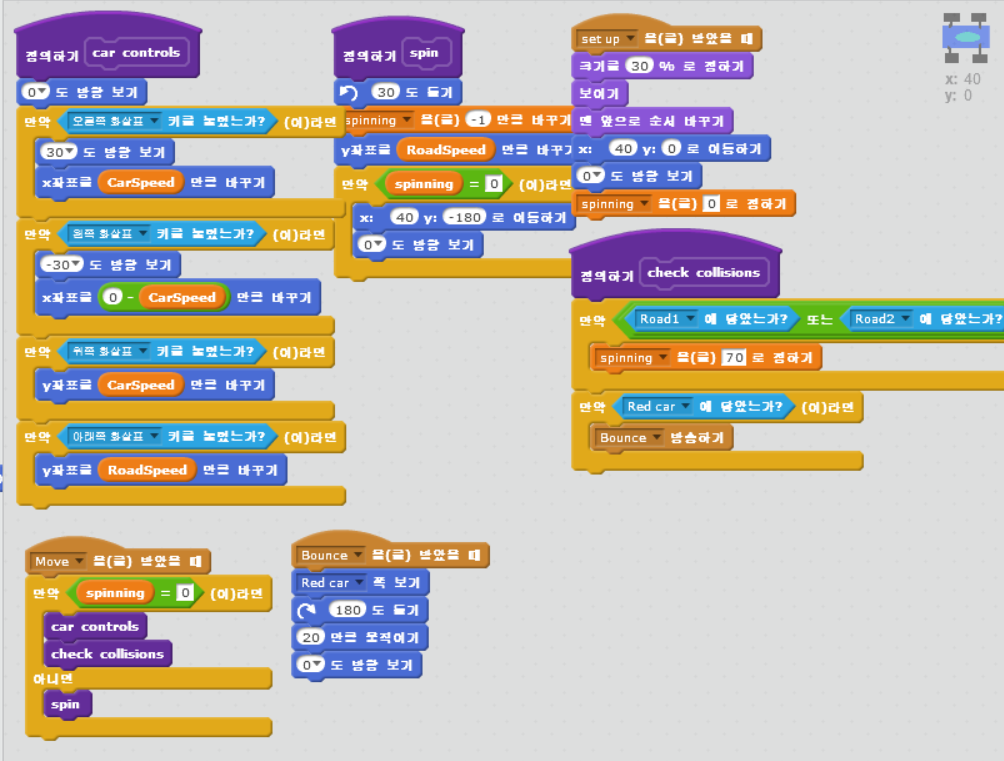 정의하기 car controls
0 도 방향 보기
만약 오른쪽 화살표 키를 눌렀는가? (이)라면
30 도 방향 보기
x좌표를 CarSpeed 만큼 바꾸기
만약 왼쪽 화살표 키를 눌렀는가? (이)라면
-30 도 방향 보기
x좌표를 0 - CarSpeed 만큼 바꾸기
만약 위쪽 화살표 키를 눌렀는가? (이)라면
y좌표를 CarSpeed 만큼 바꾸기
만약 아래쪽 화살표 키를 눌렀는가? (이)라면
y좌표를 RoadSpeed 만큼 바꾸기
정의하기 spin
30 도 돌기
spinning 을(를) -1 만큼 바꾸기
y좌표를 RoadSpeed 만큼 바꾸기
만약 spinning = 0 (이)라면
x: 40 y: -180 로 이동하기
0 도 방향 보기
set up 을(를) 받았을 때
크기를 30 % 로 정하기
보이기
맨 앞으로 순서 바꾸기
x: 40 y: 0 로 이동하기
0 도 방향 보기
spinning 을(를) 0 로 정하기
정의하기 check collisions
만약 Road1 에 닿았는가? 또는 Road2 에 닿았는가?
spinning 을(를) 70 로 정하기
만약 Red car 에 닿았는가? (이)라면
Bounce 방송하기
x: 40
y: 0
Move 을(를) 받았을 때
만약 spinning = 0 (이)라면
car controls
check collisions
아니면
spin
Bounce 을(를) 받았을 때
Red car 쪽 보기
180 도 돌기
20 만큼 움직이기
0 도 방향 보기